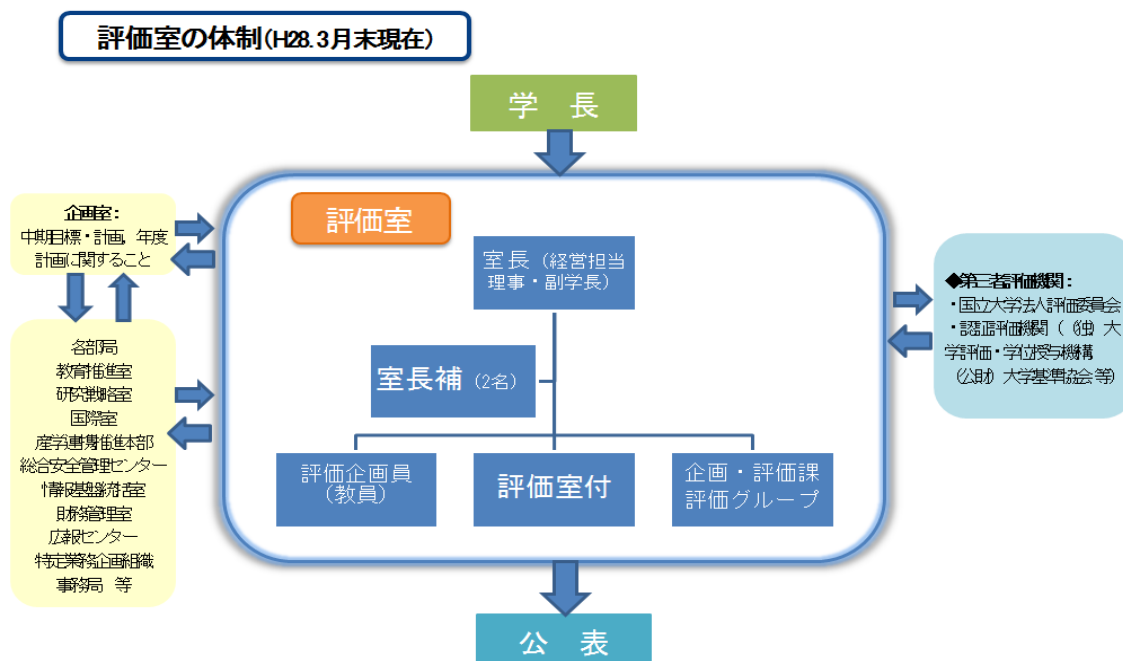 評価室の体制(H28.3月末現在)
学 長
評価室
企画室:
中期目標・計画,年度
計画に関すること
室長(経営担当
理事・副学長)
◆第三者評価機関:
・国立大学法人評価委員会
・認証評価機関((独)大
学評価・学位授与機構
(公財)大学基準協会等)
各部局
教育推進室
研究戦略室
国際室
産学連携推進本部
総合安全管理センター
情報基盤統括室
財務管理室
広報センター
特定業務企画組織
事務局 等
室長補(2名)
評価企画員
(教員)
評価室付
企画・評価課
評価グループ
公 表